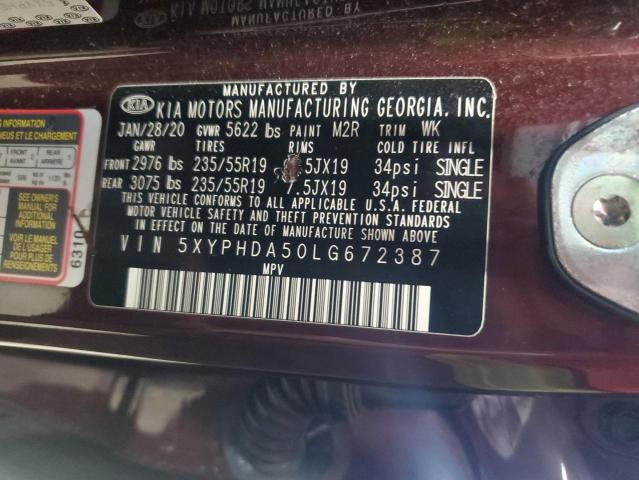 MANUFACTURED BY
KIA KIA MOTORS MANUFACTURING GEORGIA, INC.
JAN/28/20 GVWR 5622 lbs PAINT M2R TRIM WK
GAWR TIRES RIMS COLD TIRE INFL
FRONT 2976 lbs 235/55R19 .5JX19 34psi SINGLE
REAR 3075 lbs 235/55R19 7.5JX19 34psi SINGLE
THIS VEHICLE CONFORMS TO ALL APPLICABLE U.S.A. FEDERAL
MOTOR VEHICLE SAFETY AND THEFT PREVENTION STANDARDS
IN EFFECT ON THE DATE OF MANUFACTURE SHOWN ABOVE.
VIN 5XYPHDA50LG672387
MPV
S INFORMATION
NEUS ET LE CHARGEMENT
REAR
ARRIÈRE
SEE OWNER'S
MANUAL FOR
ADDITIONAL
INFORMATION
VOIR LE MANUEL
DE L'USAGER
POUR PLUS DE
RENSEIGNEMENTS
6310